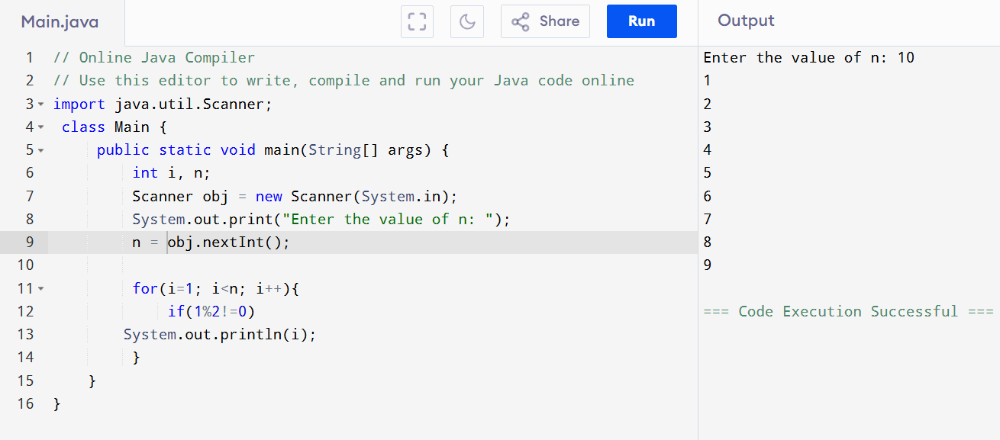 Main.java
Share
Run
Output
1 // Online Java Compiler
2 // Use this editor to write, compile and run your Java code online
3 import java.util.Scanner;
4 class Main {
5 public static void main(String[] args) {
6 int i, n;
7 Scanner obj = new Scanner(System.in);
8 System.out.print("Enter the value of n: ");
9 n = obj.nextInt();
10
11 for(i=1; i<n; i++){
12 if(1%2!=0)
13 System.out.println(i);
14 }
15 }
16 }
Enter the value of n: 10
1
2
3
4
5
6
7
8
9
=== Code Execution Successful ===